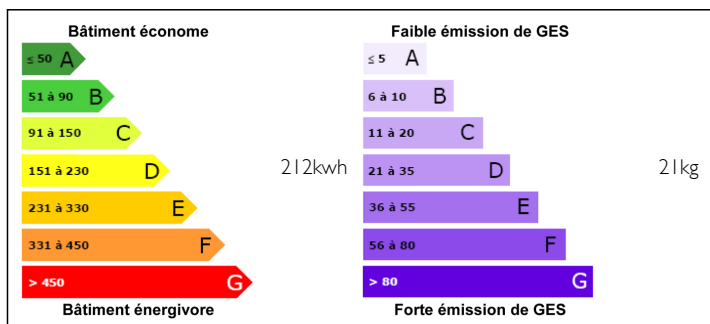 Bâtiment économe
≤ 50 A
51 à 90 B
91 à 150 C
151 à 230 D
231 à 330 E
331 à 450 F
> 450 G
Bâtiment énergivore
212kwh
Faible émission de GES
≤ 5 A
6 à 10 B
11 à 20 C
21 à 35 D
36 à 55 E
56 à 80 F
> 80 G
Forte émission de GES
21kg